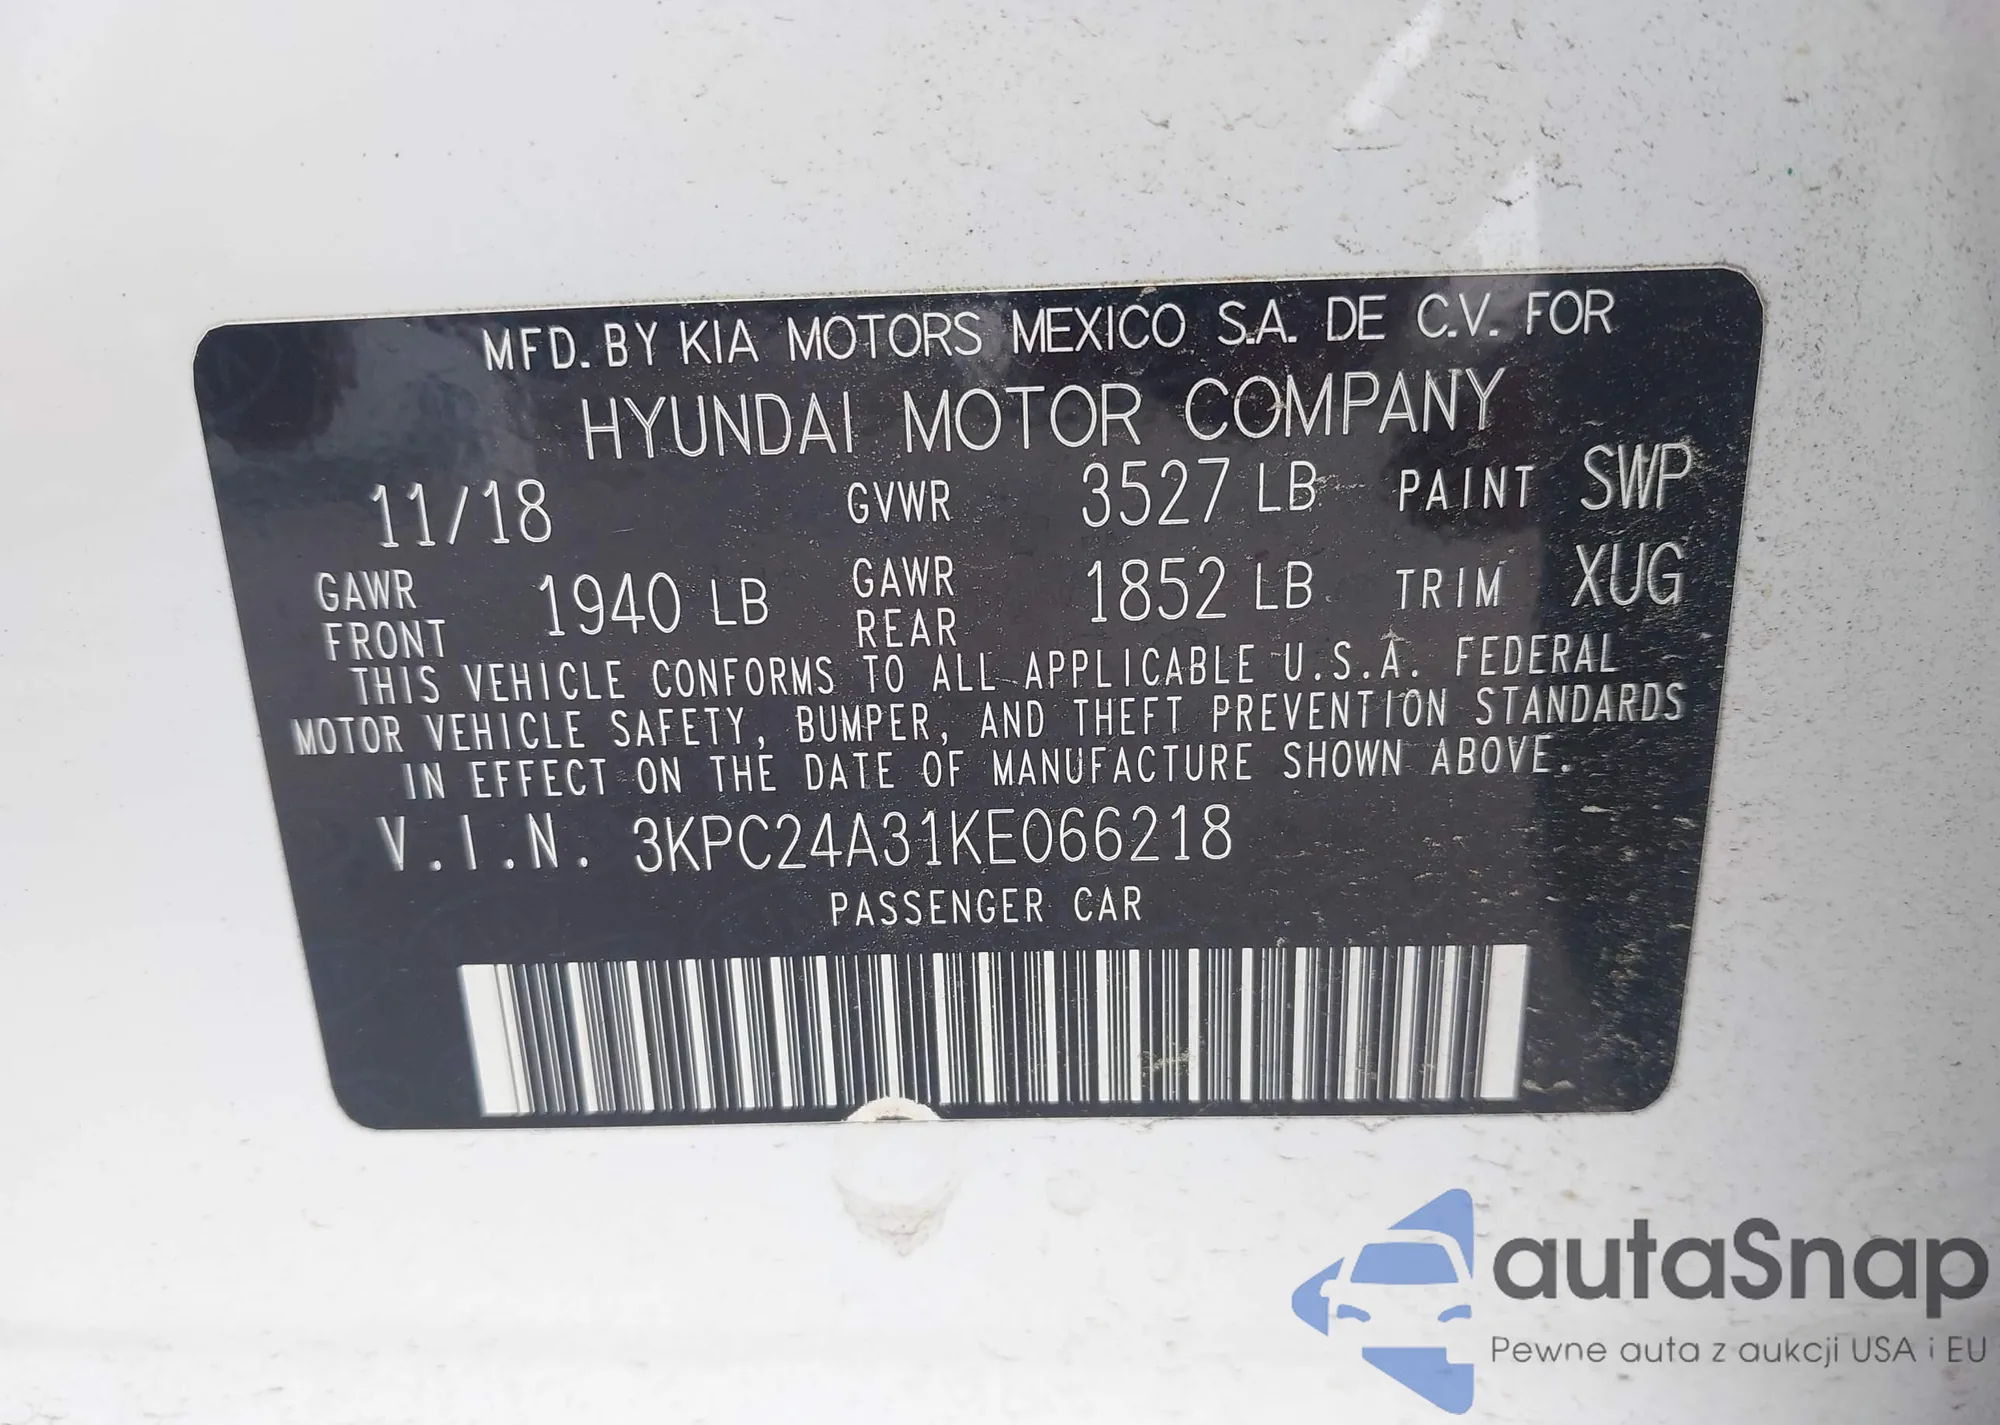 MFD. BY KIA MOTORS MEXICO S.A. DE C.V. FOR
HYUNDAI MOTOR COMPANY
11/18 GVWR 3527 LB PAINT SWP
GAWR FRONT 1940 LB GAWR REAR 1852 LB TRIM XUG
THIS VEHICLE CONFORMS TO ALL APPLICABLE U.S.A. FEDERAL
MOTOR VEHICLE SAFETY, BUMPER, AND THEFT PREVENTION STANDARDS
IN EFFECT ON THE DATE OF MANUFACTURE SHOWN ABOVE.
V.I.N. 3KPC24A31KE066218
PASSENGER CAR
autaSnap
Pewne auta z aukcji USA i EU